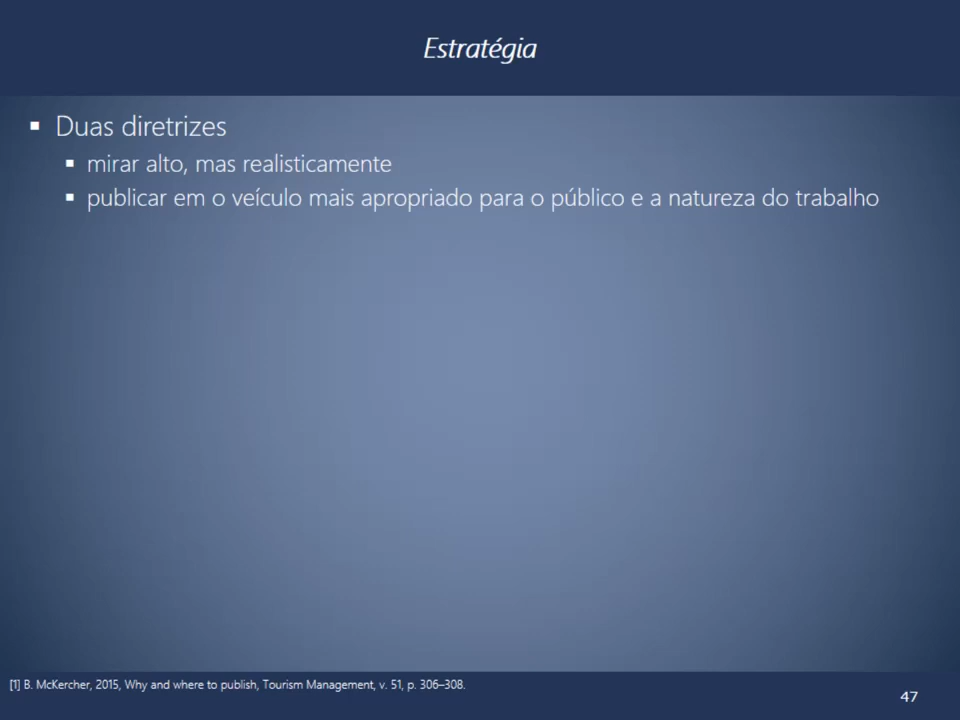 Estratégia
Duas diretrizes
mirar alto, mas realisticamente
publicar em o veículo mais apropriado para o público e a natureza do trabalho
[1] B. McKercher, 2015, Why and where to publish, Tourism Management, v. 51, p. 306–308.
47